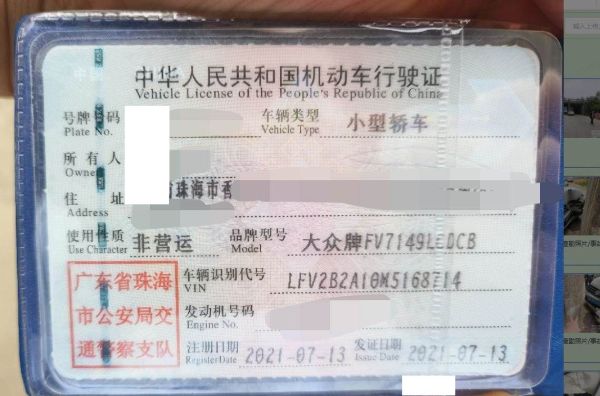 中华人民共和国机动车行驶证
Vehicle License of the People's Republic of China
号牌号码 车辆类型 小型轿车
Plate No. Vehicle Type
所有人
Owner
住址 珠海市香
Address
使用性质 非营运 品牌型号 大众牌FV7149LEDCB
Use Character Model
广东省珠海
市公安局交
通警察支队
车辆识别代号 LFV2B2A10M5168714
VIN
发动机号码
Engine No.
注册日期 2021-07-13 发证日期 2021-07-13
Register Date Issue Date